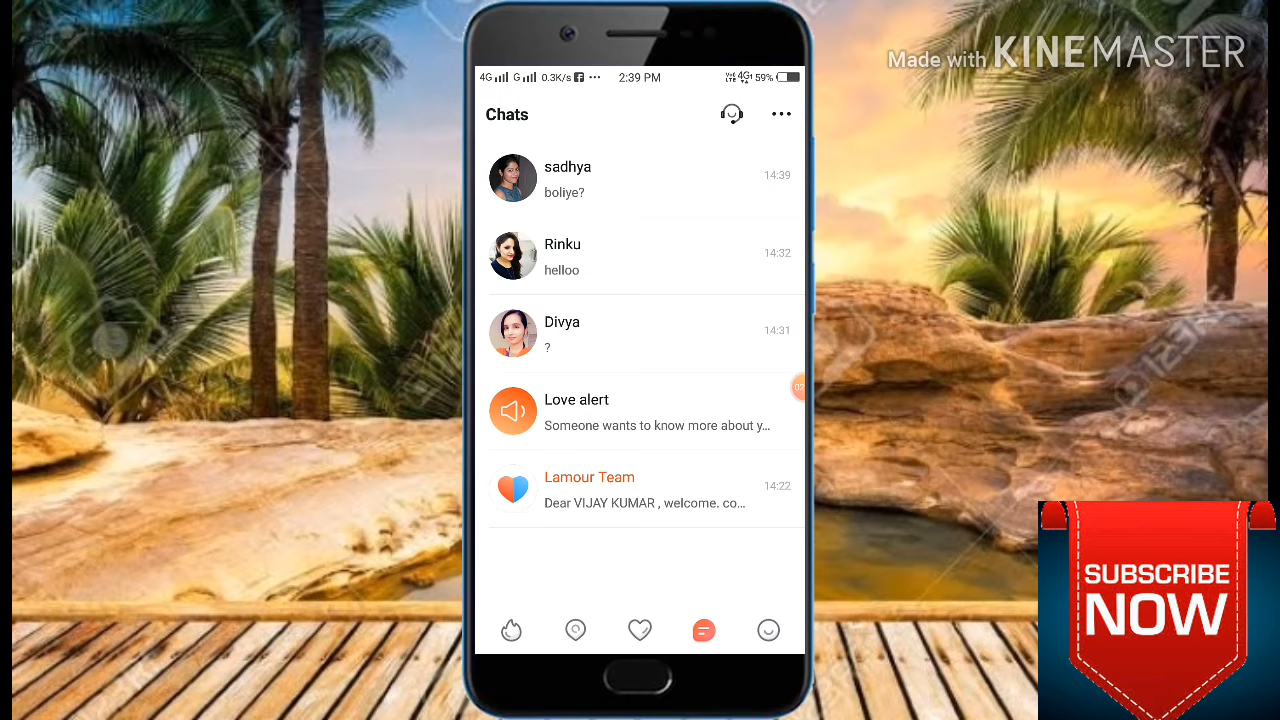 Made with KINEMASTER
4G G 0.3K/s 2:39 PM 4G+ 59%
Chats
sadhya
14:39
boliye?
Rinku
14:32
helloo
Divya
14:31
?
Love alert
Someone wants to know more about y...
Lamour Team
14:22
Dear VIJAY KUMAR , welcome. co...
SUBSCRIBE
NOW